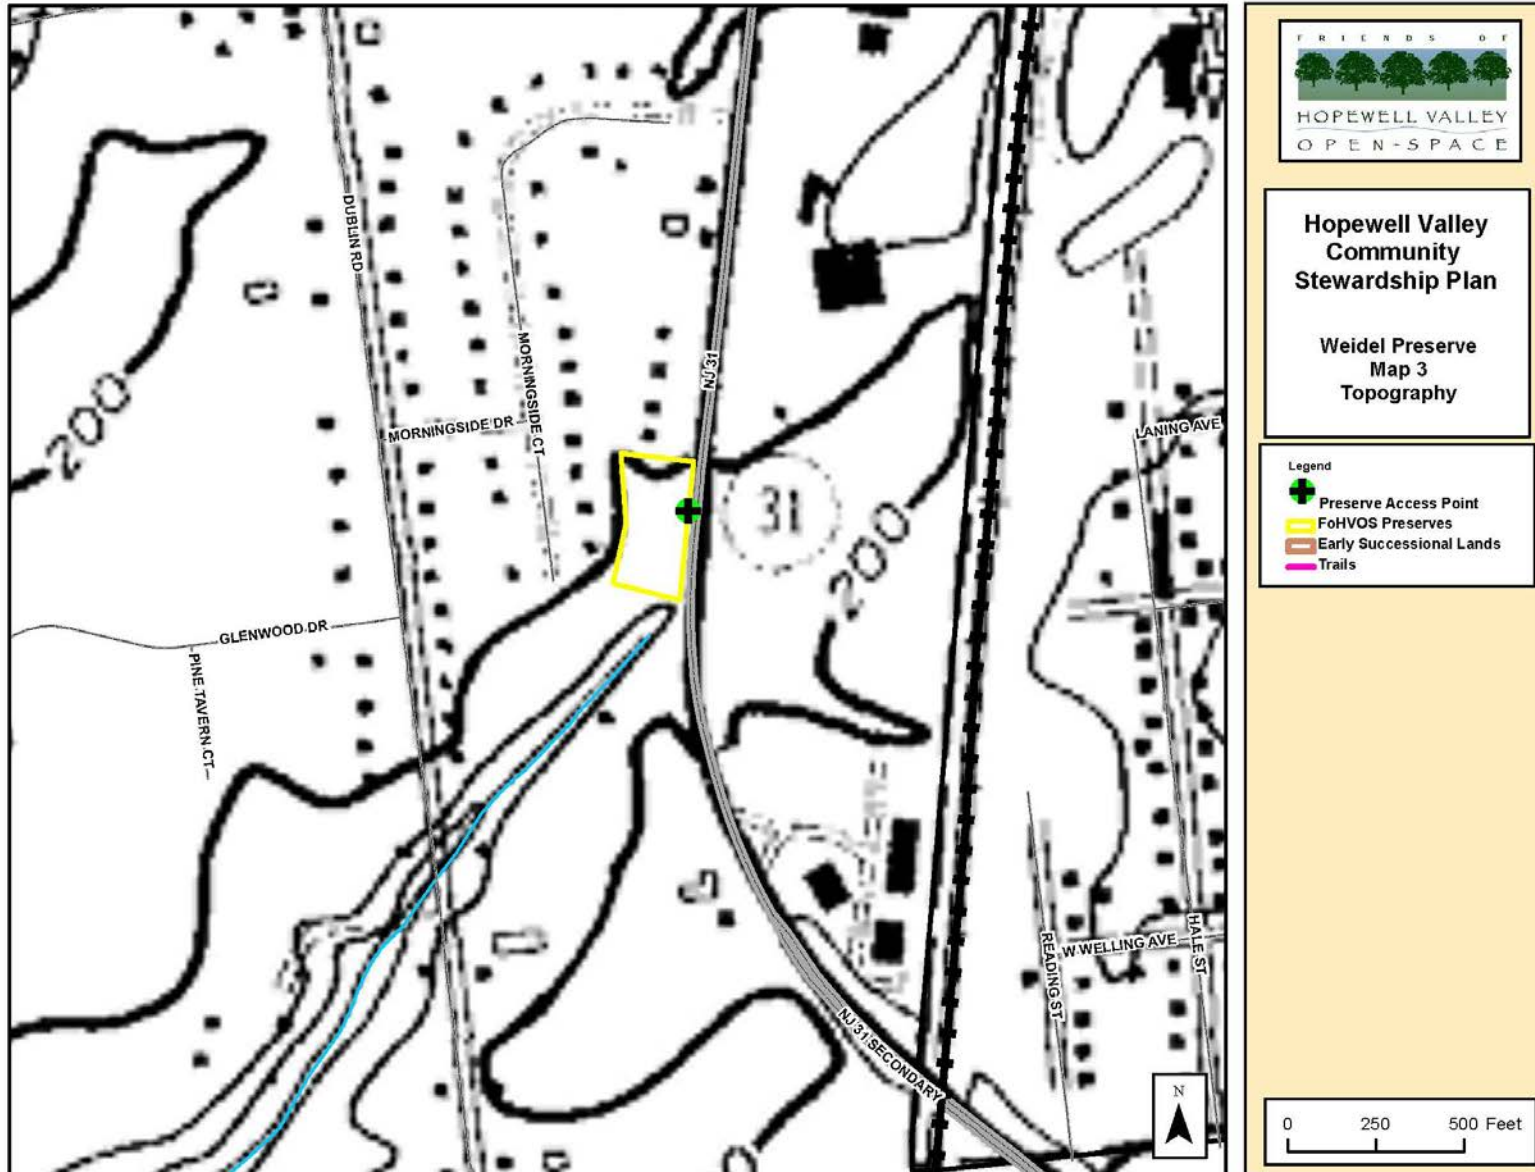 FRIENDS OF
HOPEWELL VALLEY
OPEN-SPACE
Hopewell Valley
Community
Stewardship Plan
Weidel Preserve
Map 3
Topography
Legend
Preserve Access Point
FoHVOS Preserves
Early Successional Lands
Trails
0 250 500 Feet
DUBLIN RD
MORNINGSIDE CT
MORNINGSIDE DR
NJ 31
31
200
200
LANING AVE
GLENWOOD DR
PINE TAVERN CT
W WELLING AVE
HALE ST
READING ST
NJ 31 SECONDARY
N